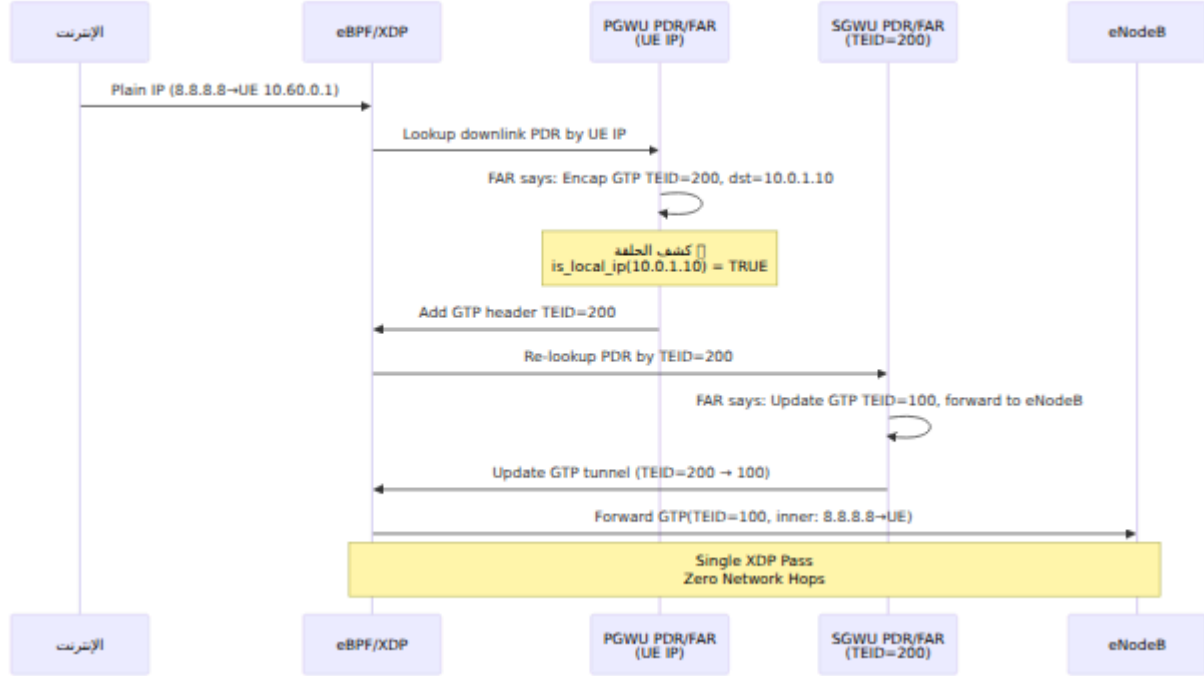 الإنترنت
eBPF/XDP
PGWU PDR/FAR
(UE IP)
SGWU PDR/FAR
(TEID=200)
eNodeB
Plain IP (8.8.8.8→UE 10.60.0.1)
Lookup downlink PDR by UE IP
FAR says: Encap GTP TEID=200, dst=10.0.1.10
كشف الحلقة
is_local_ip(10.0.1.10) = TRUE
Add GTP header TEID=200
Re-lookup PDR by TEID=200
FAR says: Update GTP TEID=100, forward to eNodeB
Update GTP tunnel (TEID=200 → 100)
Forward GTP(TEID=100, inner: 8.8.8.8→UE)
Single XDP Pass
Zero Network Hops
الإنترنت
eBPF/XDP
PGWU PDR/FAR
(UE IP)
SGWU PDR/FAR
(TEID=200)
eNodeB